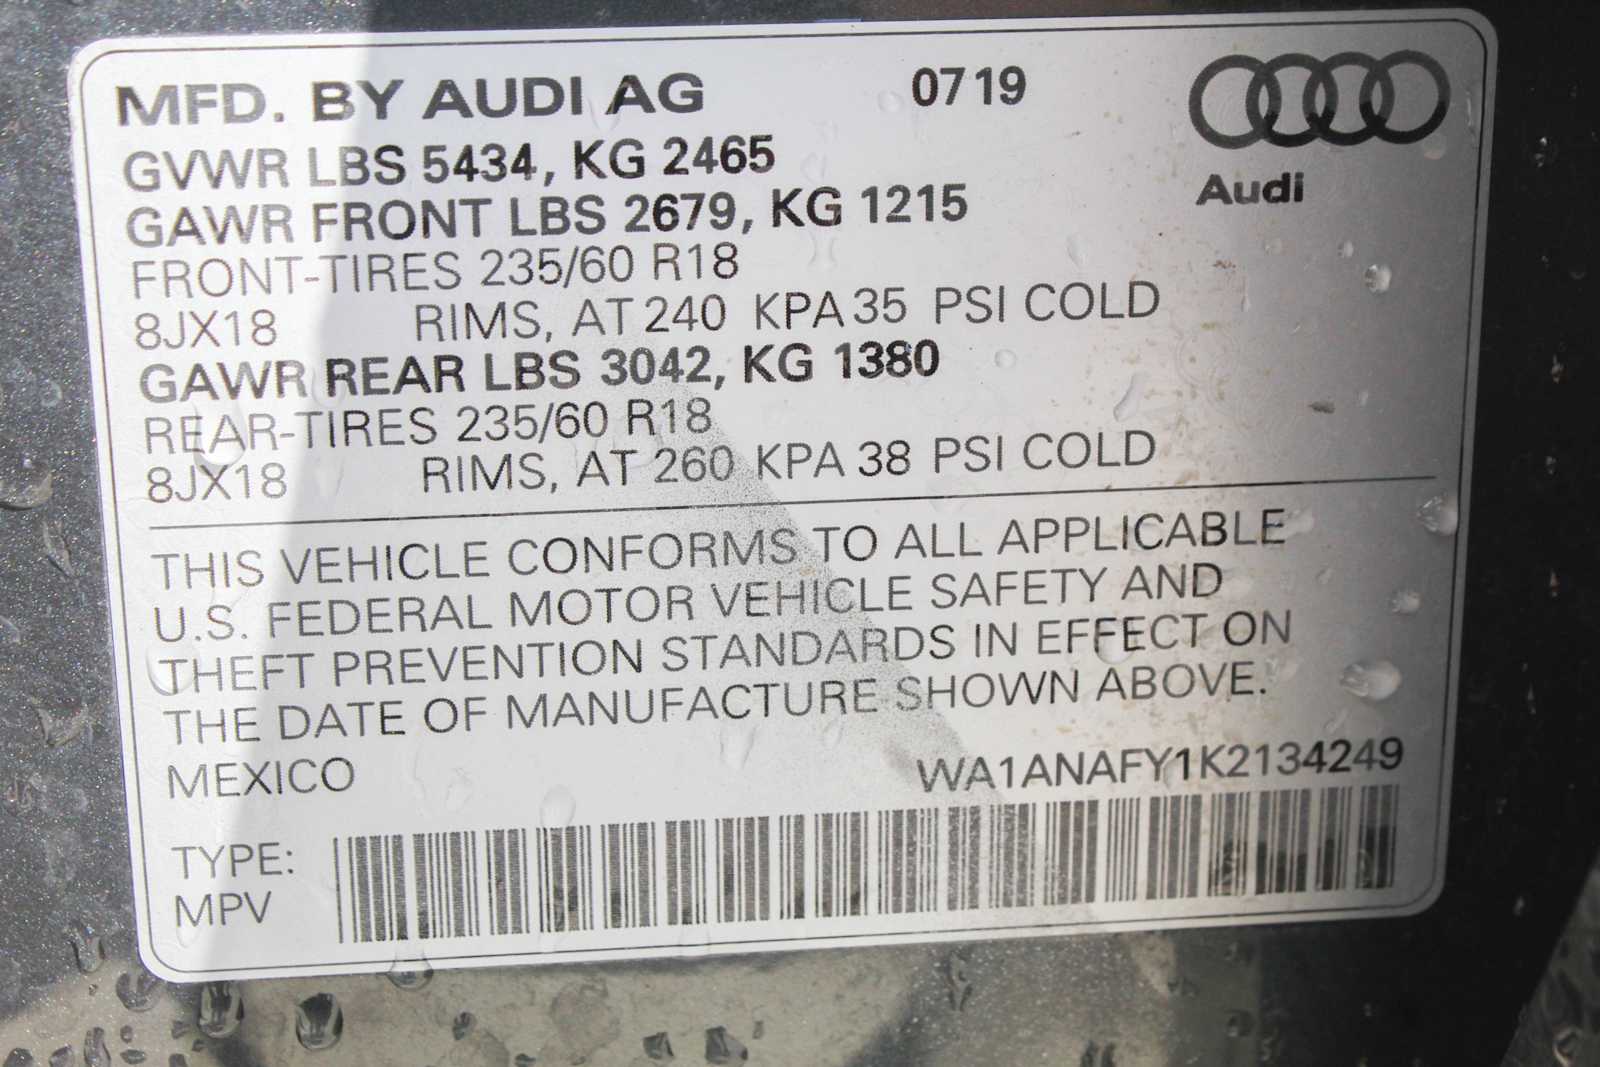 MFD. BY AUDI AG 0719
Audi
GVWR LBS 5434, KG 2465
GAWR FRONT LBS 2679, KG 1215
FRONT-TIRES 235/60 R18
8JX18 RIMS, AT 240 KPA 35 PSI COLD
GAWR REAR LBS 3042, KG 1380
REAR-TIRES 235/60 R18
8JX18 RIMS, AT 260 KPA 38 PSI COLD
THIS VEHICLE CONFORMS TO ALL APPLICABLE
U.S. FEDERAL MOTOR VEHICLE SAFETY AND
THEFT PREVENTION STANDARDS IN EFFECT ON
THE DATE OF MANUFACTURE SHOWN ABOVE.
MEXICO WA1ANAFY1K2134249
TYPE:
MPV